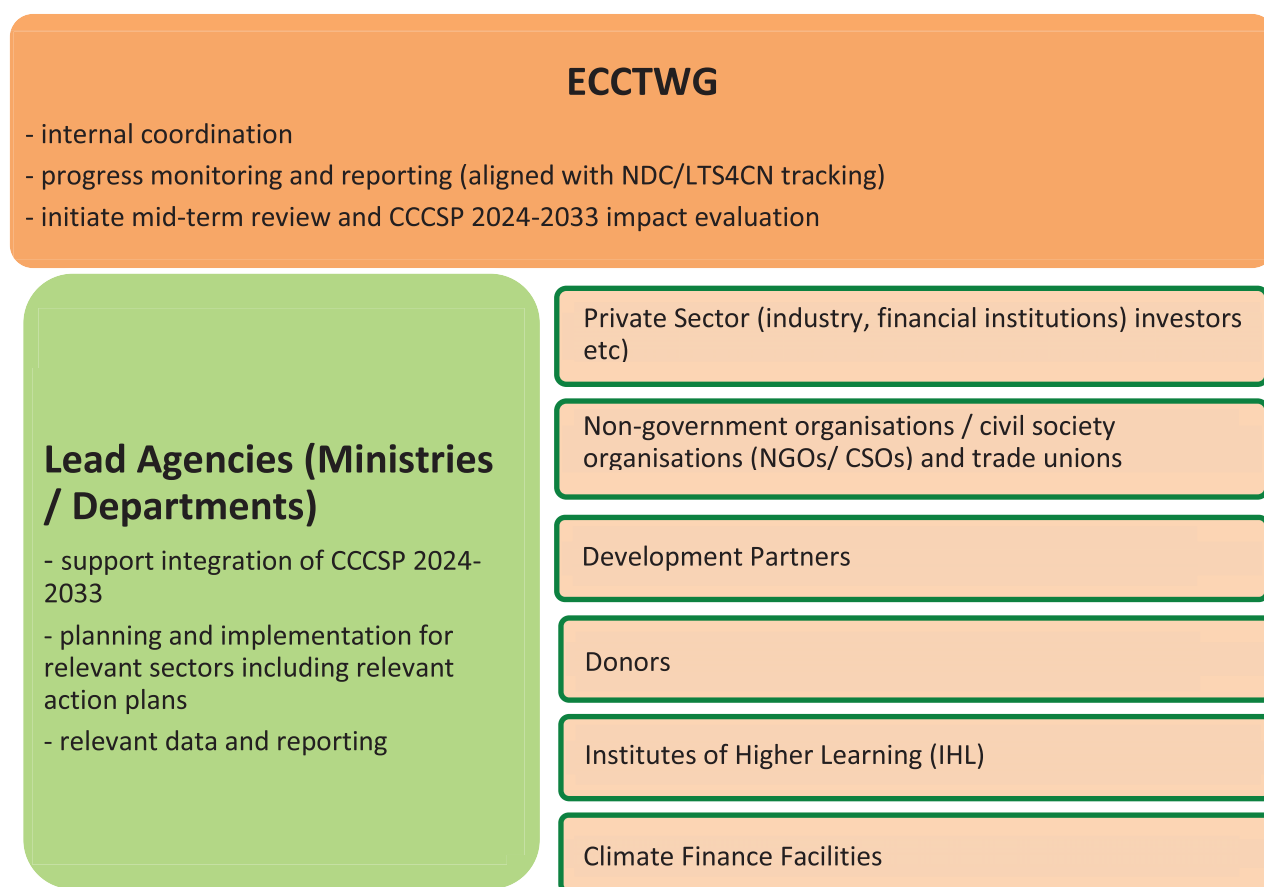 ECCTWG
- internal coordination
- progress monitoring and reporting (aligned with NDC/LTS4CN tracking)
- initiate mid-term review and CCCSP 2024-2033 impact evaluation
Lead Agencies (Ministries
/ Departments)
- support integration of CCCSP 2024-
2033
- planning and implementation for
relevant sectors including relevant
action plans
- relevant data and reporting
Private Sector (industry, financial institutions) investors
etc)
Non-government organisations / civil society
organisations (NGOs/ CSOs) and trade unions
Development Partners
Donors
Institutes of Higher Learning (IHL)
Climate Finance Facilities